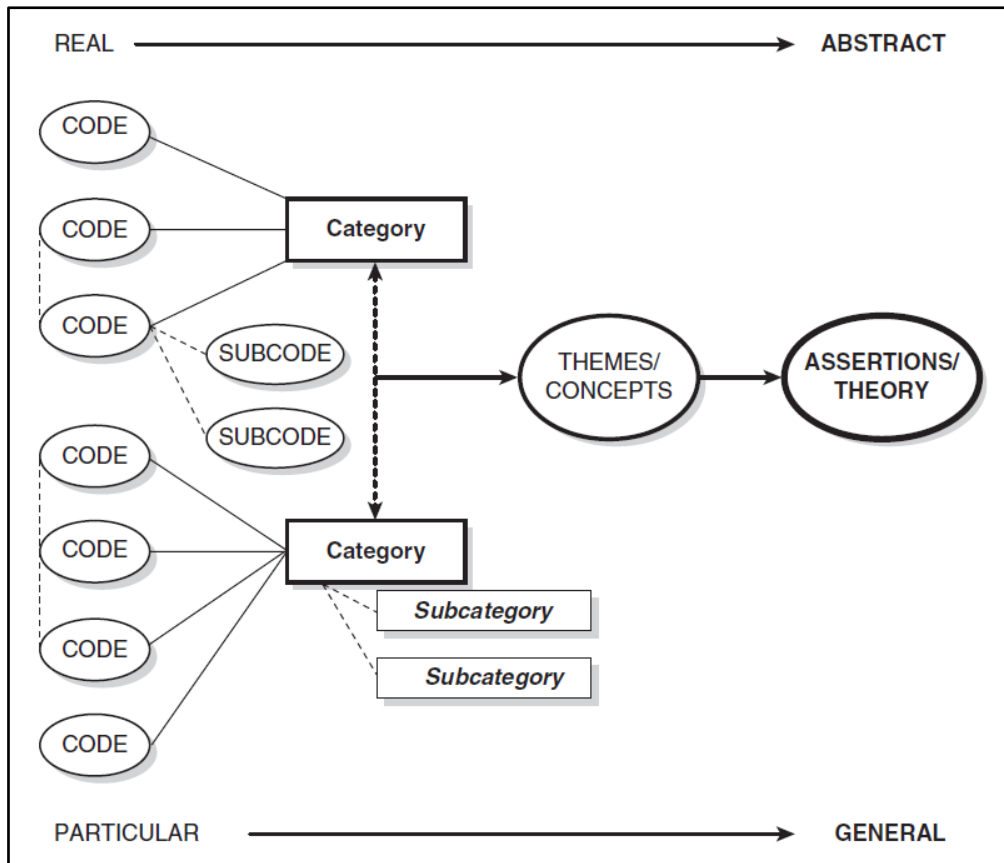 REAL
ABSTRACT
CODE
CODE
Category
CODE
SUBCODE
THEMES/
CONCEPTS
ASSERTIONS/
THEORY
SUBCODE
CODE
CODE
Category
Subcategory
CODE
Subcategory
CODE
PARTICULAR
GENERAL